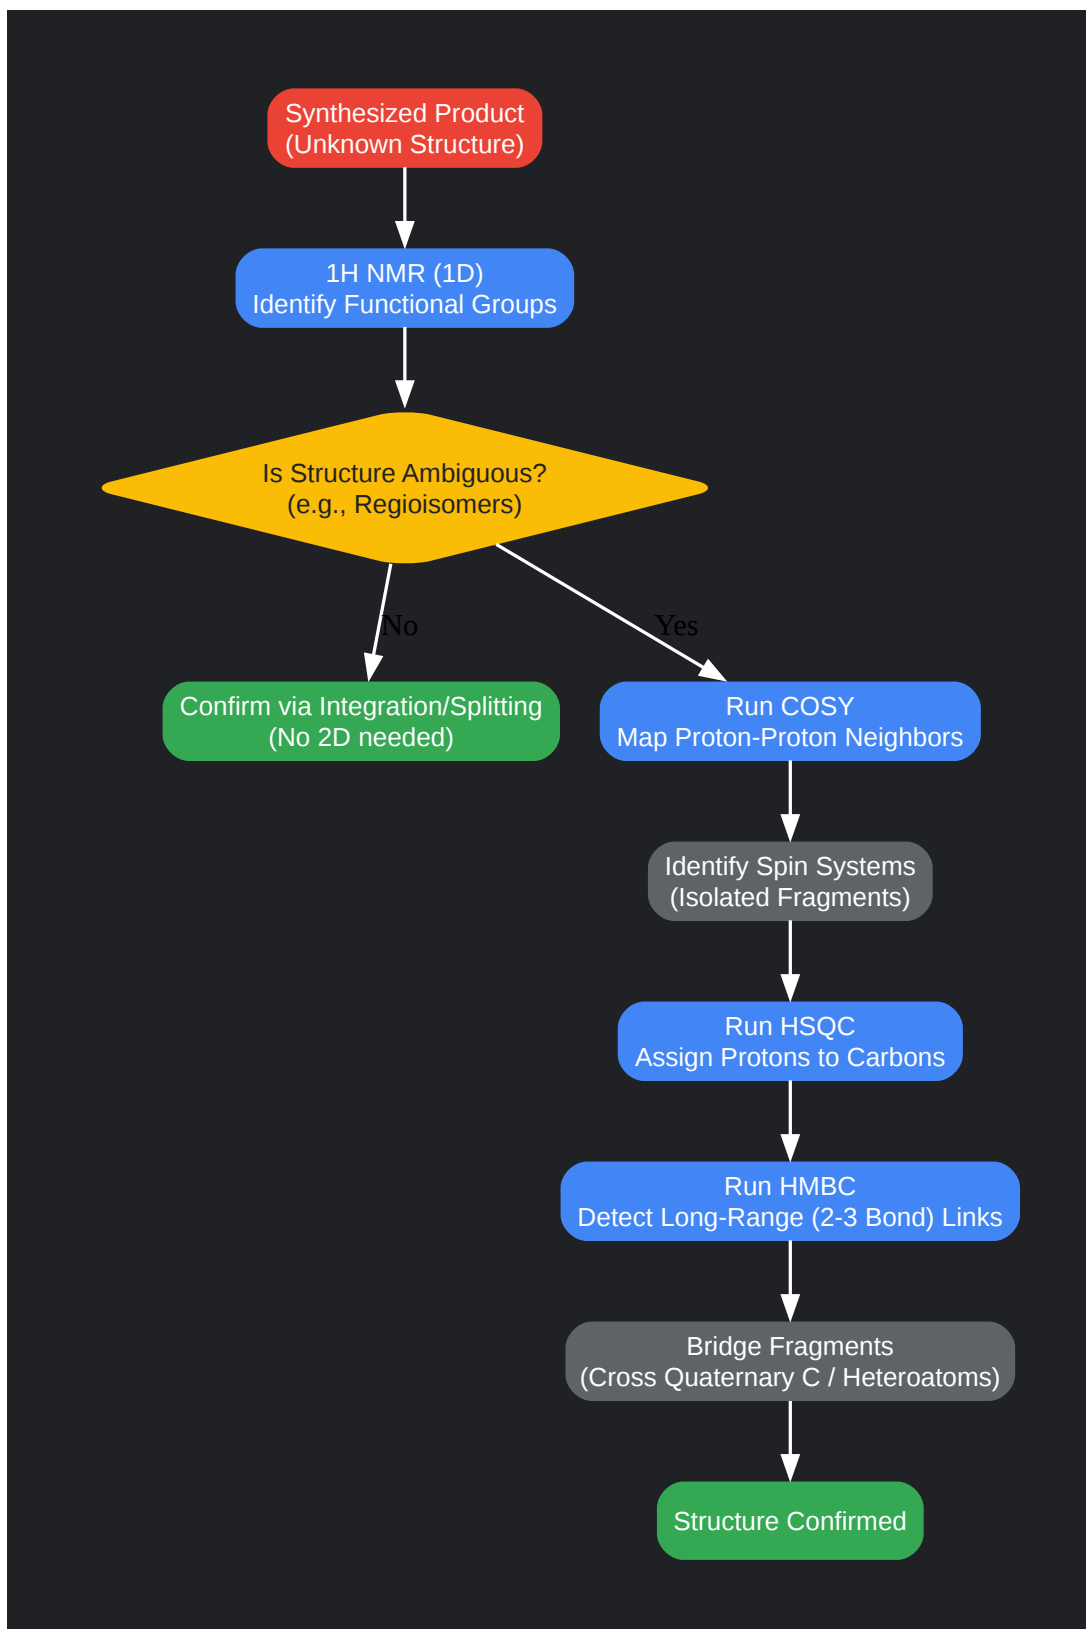 Synthesized Product
(Unknown Structure)
1H NMR (1D)
Identify Functional Groups
Is Structure Ambiguous?
(e.g., Regioisomers)
No
Yes
Confirm via Integration/Splitting
(No 2D needed)
Run COSY
Map Proton-Proton Neighbors
Identify Spin Systems
(Isolated Fragments)
Run HSQC
Assign Protons to Carbons
Run HMBC
Detect Long-Range (2-3 Bond) Links
Bridge Fragments
(Cross Quaternary C / Heteroatoms)
Structure Confirmed